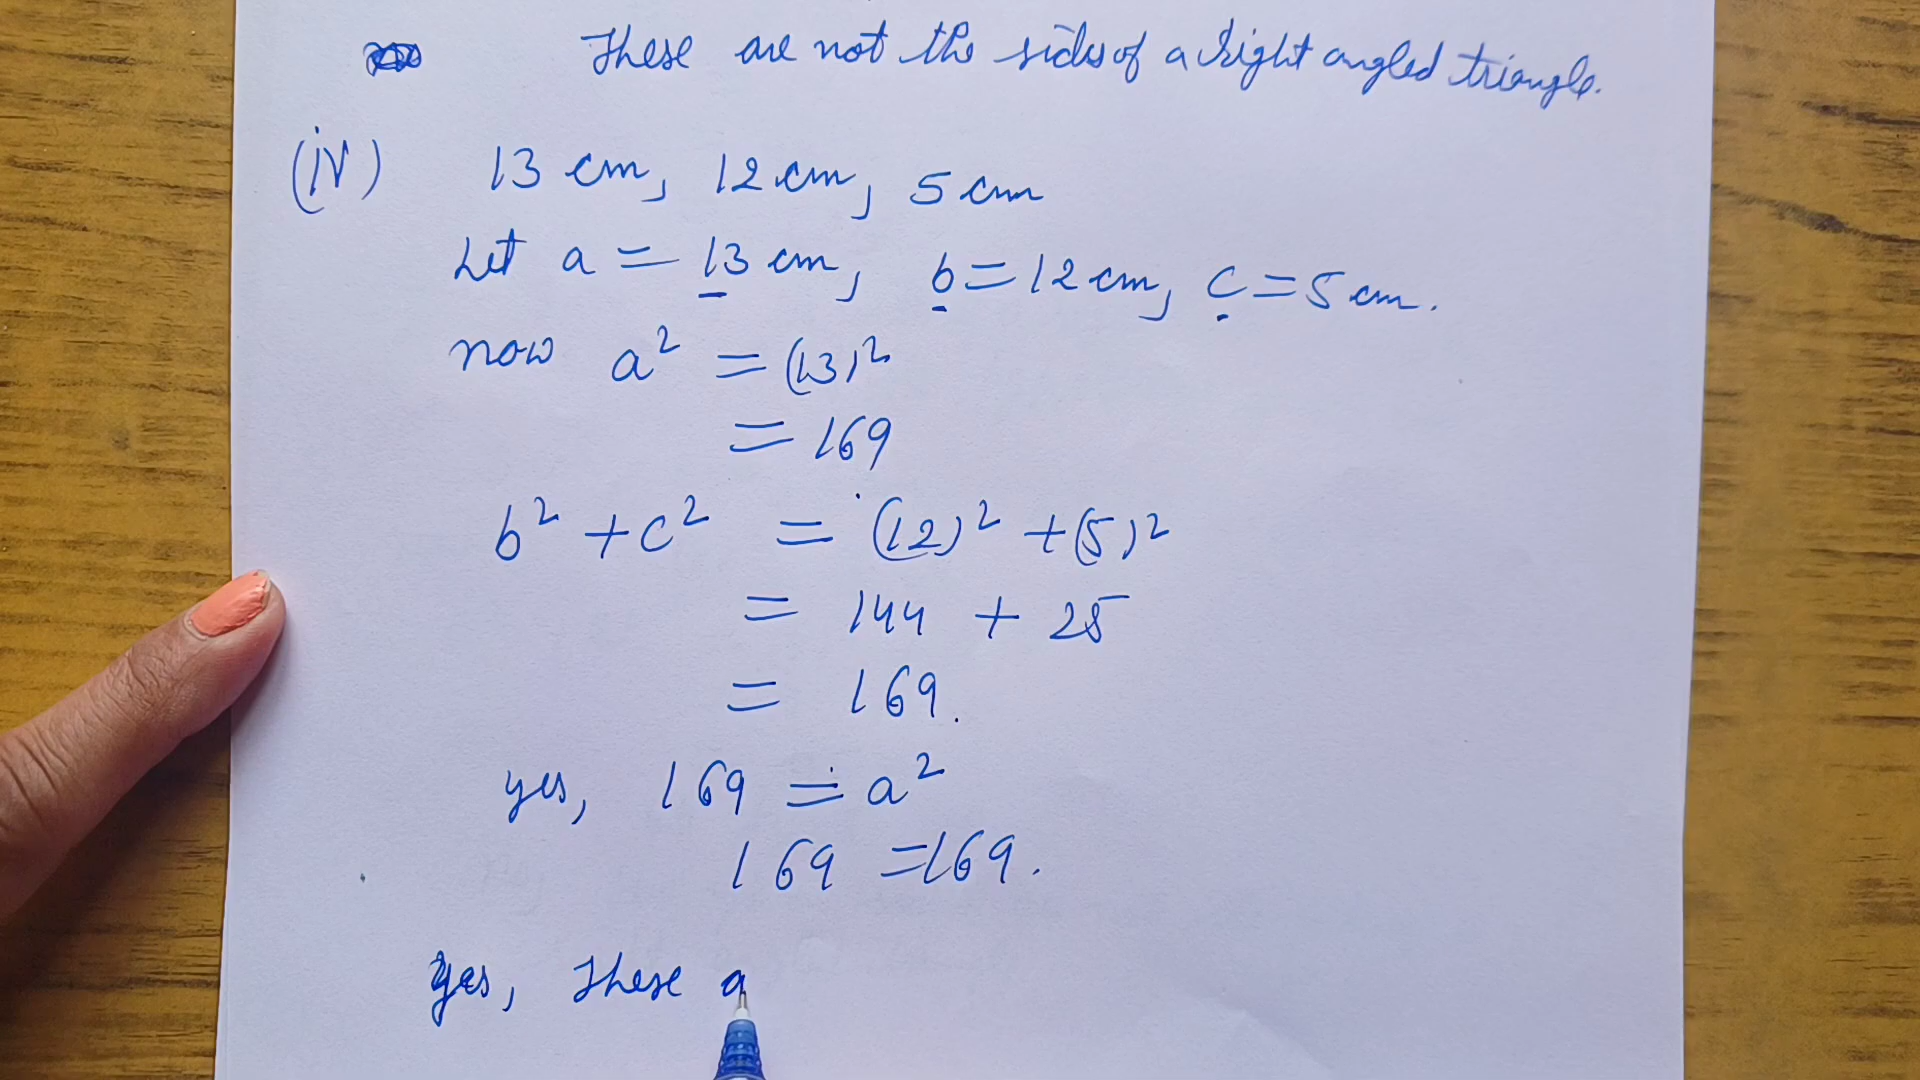 These are not the sides of a right angled triangle.
(iv) 13 cm, 12 cm, 5 cm
Let a = 13 cm, b = 12 cm, c = 5 cm.
now a² = (13)²
= 169
b² + c² = (12)² + (5)²
= 144 + 25
= 169.
yes, 169 = a²
169 = 169.
Yes, These a